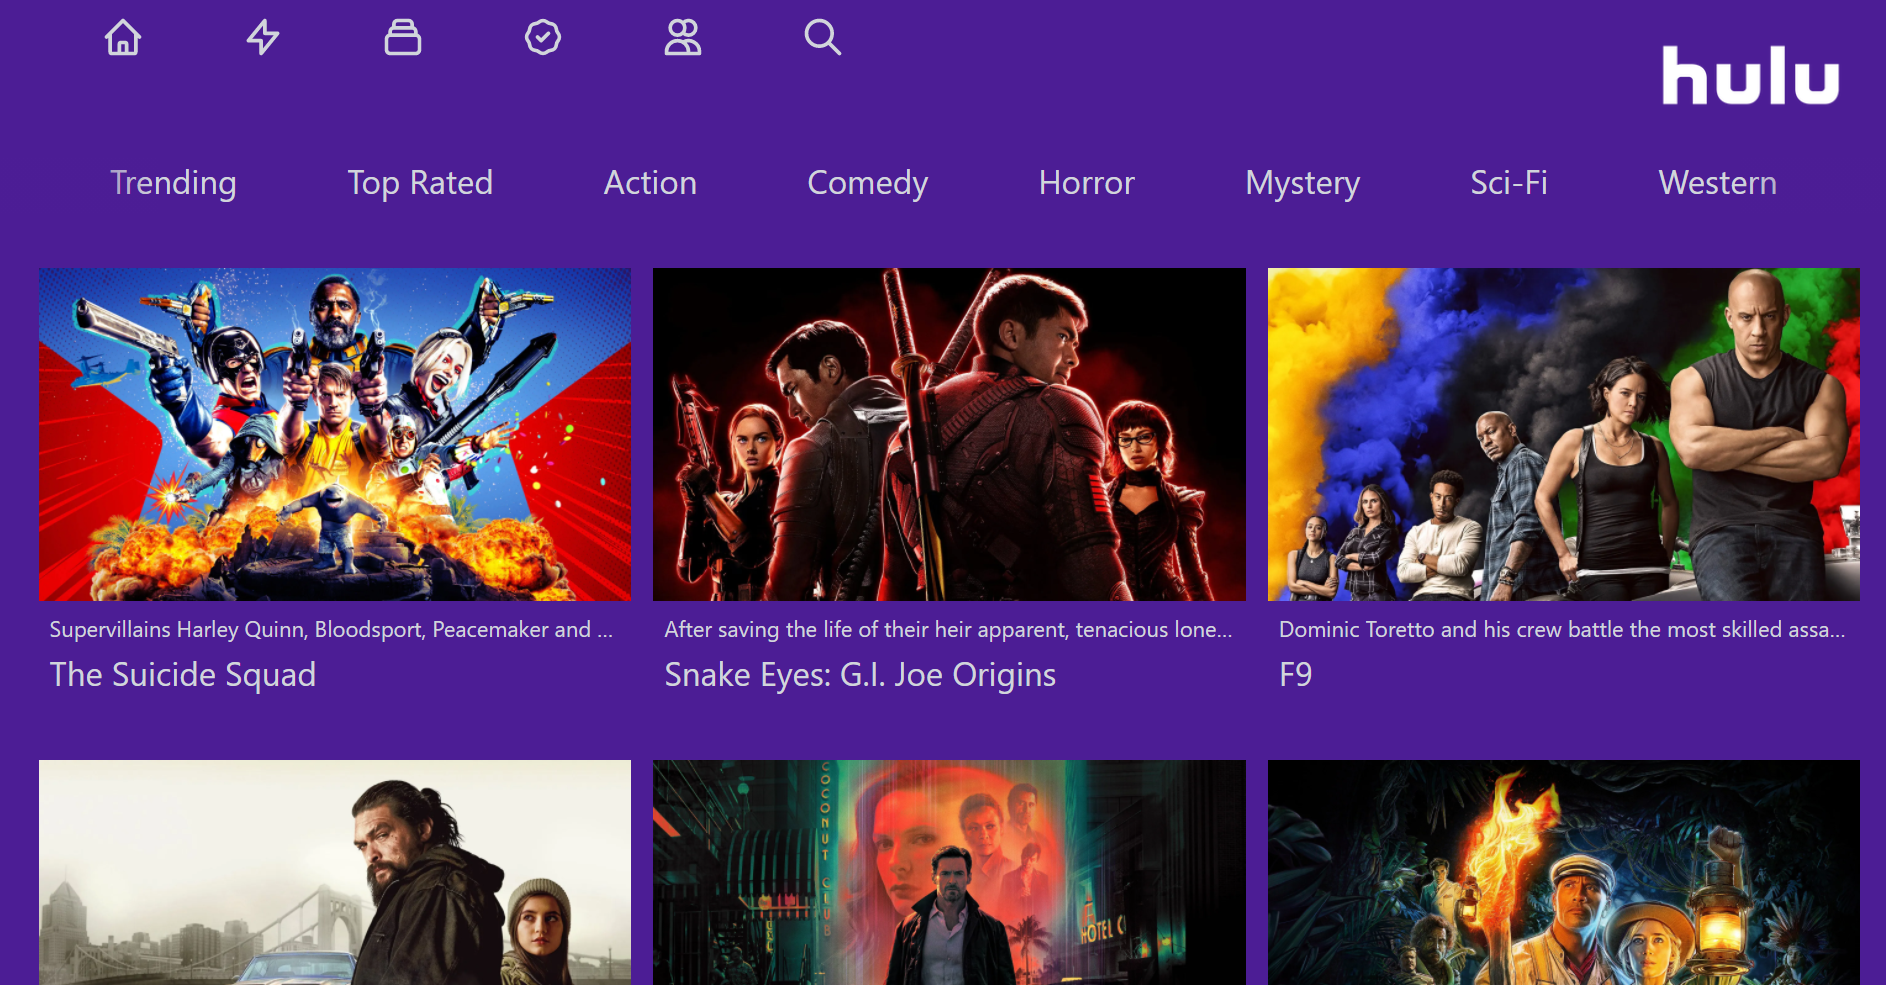 hulu
Trending
Top Rated
Action
Comedy
Horror
Mystery
Sci-Fi
Western
Supervillains Harley Quinn, Bloodsport, Peacemaker and ...
The Suicide Squad
After saving the life of their heir apparent, tenacious lone...
Snake Eyes: G.I. Joe Origins
Dominic Toretto and his crew battle the most skilled assa...
F9
COCONUT CLUB
HOTEL C